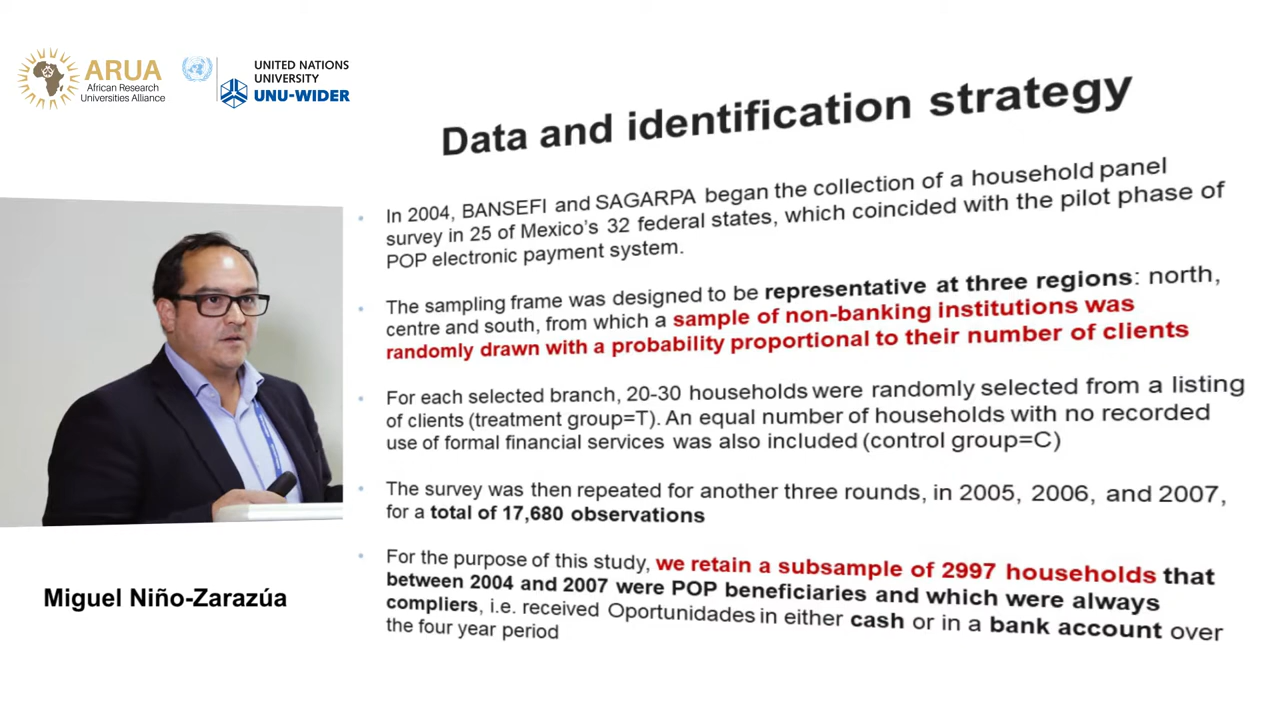 ARUA
African Research
Universities Alliance
UNITED NATIONS
UNIVERSITY
UNU-WIDER
Data and identification strategy
In 2004, BANSEFI and SAGARPA began the collection of a household panel
survey in 25 of Mexico's 32 federal states, which coincided with the pilot phase of
POP electronic payment system.
The sampling frame was designed to be representative at three regions: north,
centre and south, from which a sample of non-banking institutions was
randomly drawn with a probability proportional to their number of clients
For each selected branch, 20-30 households were randomly selected from a listing
of clients (treatment group=T). An equal number of households with no recorded
use of formal financial services was also included (control group=C)
The survey was then repeated for another three rounds, in 2005, 2006, and 2007,
for a total of 17,680 observations
For the purpose of this study, we retain a subsample of 2997 households that
between 2004 and 2007 were POP beneficiaries and which were always
compliers, i.e. received Oportunidades in either cash or in a bank account over
the four year period
Miguel Niño-Zarazúa